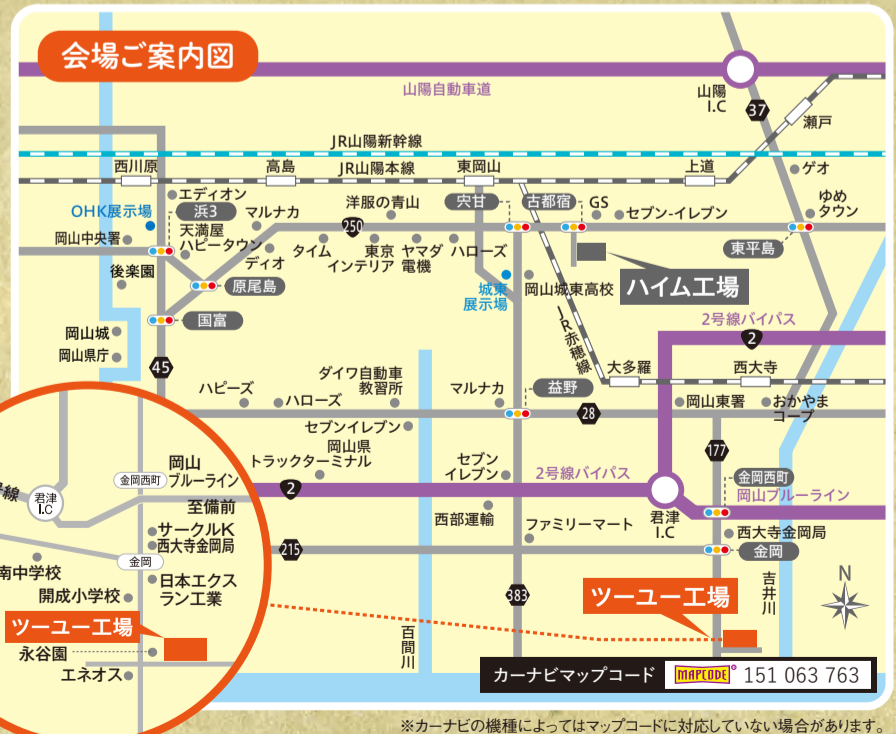 会場ご案内図
山陽自動車道
山陽
I.C
37
瀬戸
JR山陽新幹線
西川原
高島
JR山陽本線
東岡山
上道
ゲオ
エディオン
浜3
マルナカ
洋服の青山
宍甘
古都宿
GS
セブン-イレブン
ゆめ
タウン
OHK展示場
岡山中央署
天満屋
ハピータウン
ディオ
250
タイム
東京
インテリア
ヤマダ
電機
ハローズ
東平島
後楽園
原尾島
城東
展示場
岡山城東高校
ハイム工場
国富
JR赤穂線
2号線バイパス
2
岡山城
岡山県庁
45
大多羅
西大寺
ハピーズ
ハローズ
ダイワ自動車
教習所
マルナカ
益野
28
岡山東署
おかやま
コープ
セブンイレブン
岡山県
トラックターミナル
セブン
イレブン
177
2
2号線バイパス
金岡西町
岡山ブルーライン
西部運輸
ファミリーマート
君津
I.C
西大寺金岡局
金岡
215
383
百間川
吉井川
N
ツーユー工場
号線
君津
I.C
金岡西町
岡山
ブルーライン
至備前
サークルK
西大寺金岡局
金岡
南中学校
日本エクス
ラン工業
開成小学校
ツーユー工場
永谷園
エネオス
カーナビマップコード MAPCODE® 151 063 763
※カーナビの機種によってはマップコードに対応していない場合があります。